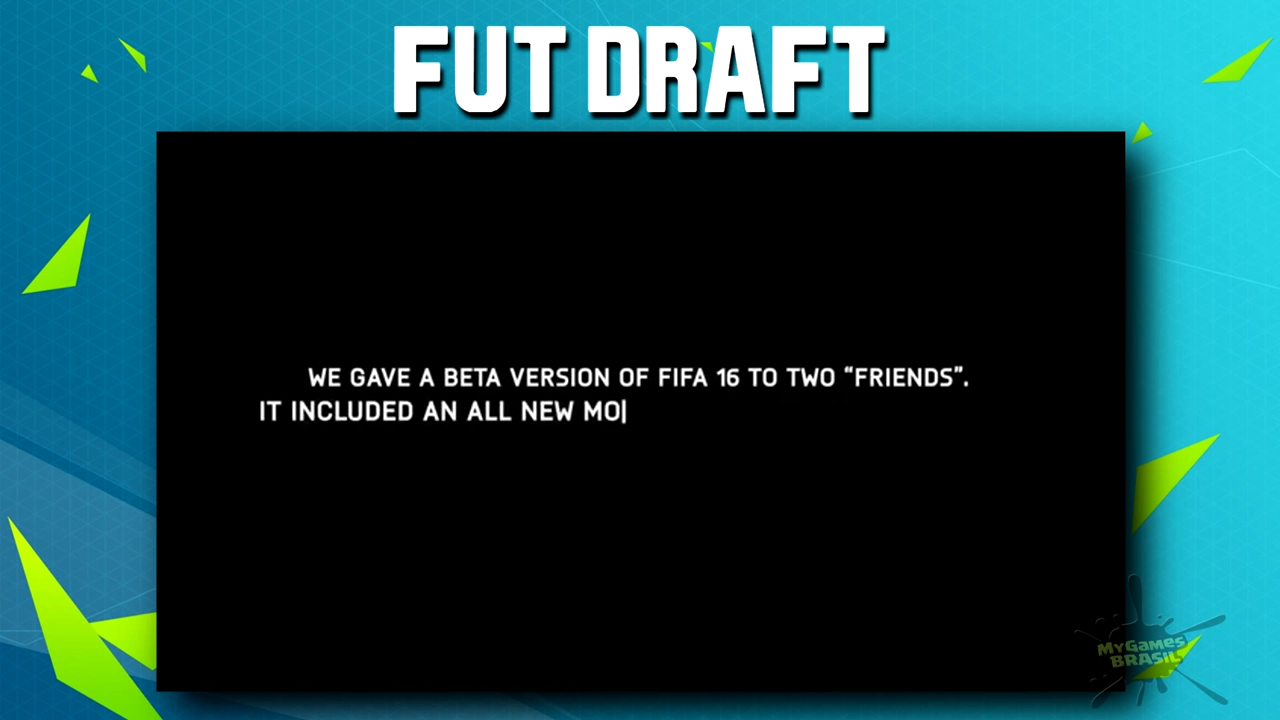 FUT DRAFT
WE GAVE A BETA VERSION OF FIFA 16 TO TWO “FRIENDS”.
IT INCLUDED AN ALL NEW MO
MyGames
BRASIL